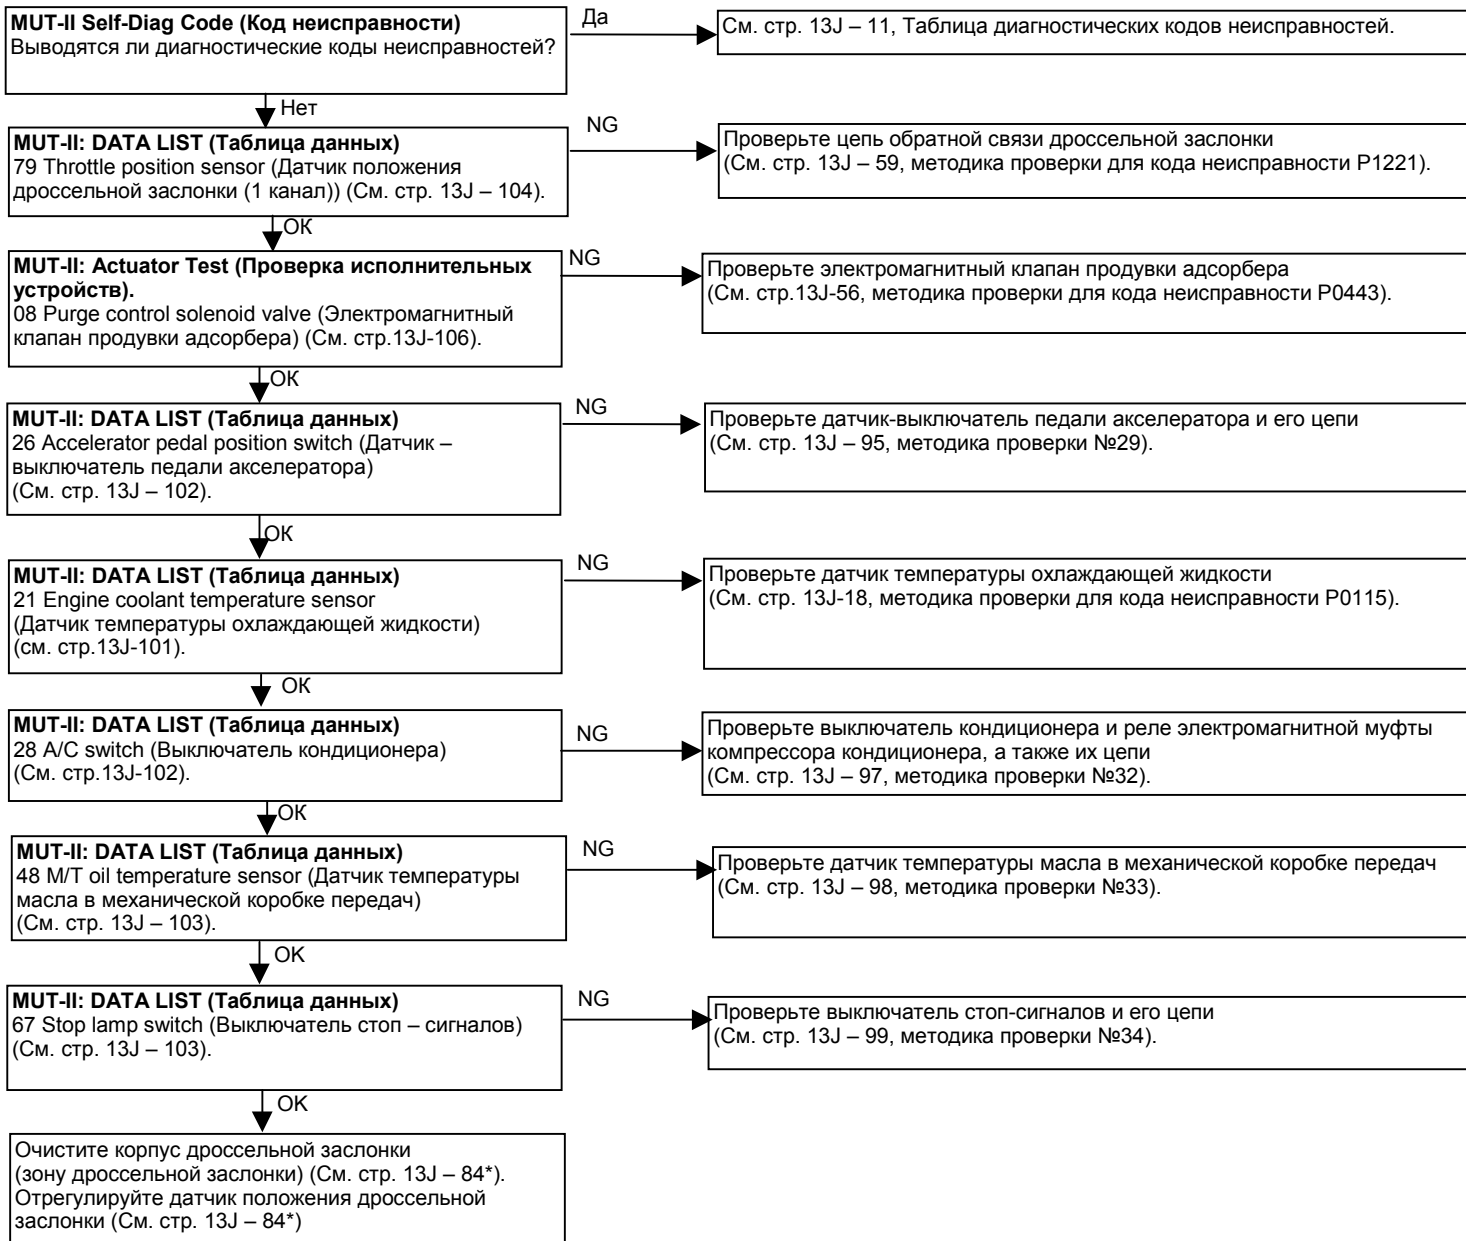 MUT-II Self-Diag Code (Код неисправности)
Выводятся ли диагностические коды неисправностей?
Да
См. стр. 13J – 11, Таблица диагностических кодов неисправностей.
Нет
MUT-II: DATA LIST (Таблица данных)
79 Throttle position sensor (Датчик положения
дроссельной заслонки (1 канал)) (См. стр. 13J – 104).
NG
Проверьте цепь обратной связи дроссельной заслонки
(См. стр. 13J – 59, методика проверки для кода неисправности P1221).
OK
MUT-II: Actuator Test (Проверка исполнительных
устройств).
08 Purge control solenoid valve (Электромагнитный
клапан продувки адсорбера) (См. стр.13J-106).
NG
Проверьте электромагнитный клапан продувки адсорбера
(См. стр.13J-56, методика проверки для кода неисправности P0443).
OK
MUT-II: DATA LIST (Таблица данных)
26 Accelerator pedal position switch (Датчик –
выключатель педали акселератора)
(См. стр. 13J – 102).
NG
Проверьте датчик-выключатель педали акселератора и его цепи
(См. стр. 13J – 95, методика проверки №29).
OK
MUT-II: DATA LIST (Таблица данных)
21 Engine coolant temperature sensor
(Датчик температуры охлаждающей жидкости)
(см. стр.13J-101).
NG
Проверьте датчик температуры охлаждающей жидкости
(См. стр. 13J-18, методика проверки для кода неисправности P0115).
OK
MUT-II: DATA LIST (Таблица данных)
28 A/C switch (Выключатель кондиционера)
(См. стр.13J-102).
NG
Проверьте выключатель кондиционера и реле электромагнитной муфты
компрессора кондиционера, а также их цепи
(См. стр. 13J – 97, методика проверки №32).
OK
MUT-II: DATA LIST (Таблица данных)
48 M/T oil temperature sensor (Датчик температуры
масла в механической коробке передач)
(См. стр. 13J – 103).
NG
Проверьте датчик температуры масла в механической коробке передач
(См. стр. 13J – 98, методика проверки №33).
OK
MUT-II: DATA LIST (Таблица данных)
67 Stop lamp switch (Выключатель стоп – сигналов)
(См. стр. 13J – 103).
NG
Проверьте выключатель стоп-сигналов и его цепи
(См. стр. 13J – 99, методика проверки №34).
OK
Очистите корпус дроссельной заслонки
(зону дроссельной заслонки) (См. стр. 13J – 84*).
Отрегулируйте датчик положения дроссельной
заслонки (См. стр. 13J – 84*)